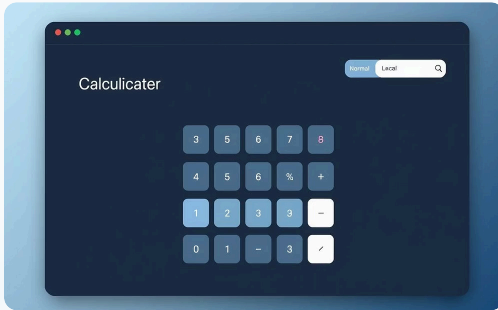 Normal Lecal
Calculicater
3 5 6 7 8
4 5 6 % +
1 2 3 3 −
0 1 − 3 ⁄